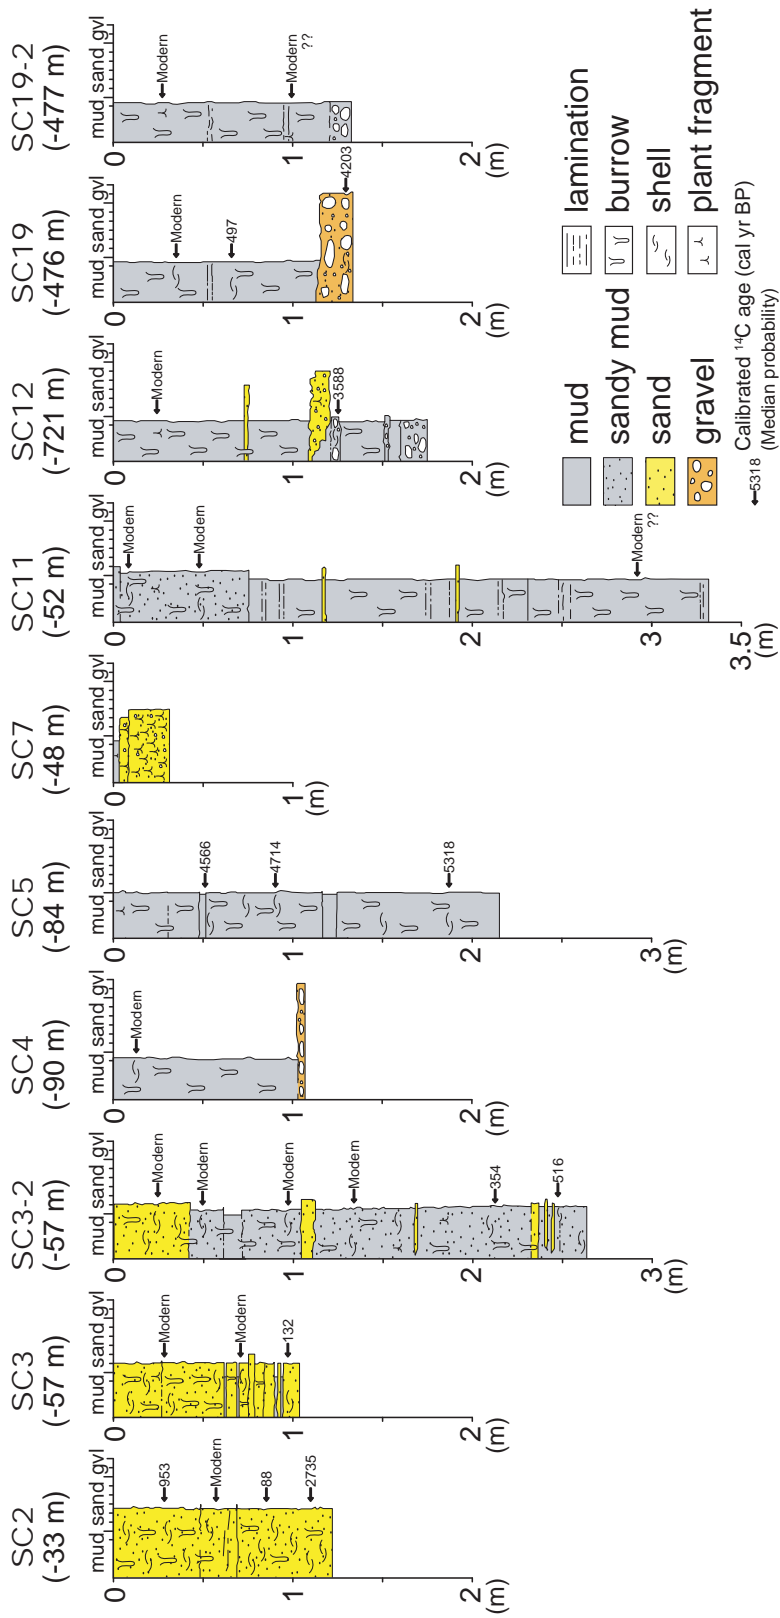 SC2
(-33 m)
mud sand gvl
0
1
2
(m)
953
Modern
88
2735
SC3
(-57 m)
mud sand gvl
0
1
2
(m)
Modern
Modern
132
SC3-2
(-57 m)
mud sand gvl
0
1
2
3
(m)
Modern
Modern
Modern
Modern
354
516
SC4
(-90 m)
mud sand gvl
0
1
2
(m)
Modern
SC5
(-84 m)
mud sand gvl
0
1
2
3
(m)
4566
4714
5318
SC7
(-48 m)
mud sand gvl
0
1
(m)
SC11
(-52 m)
mud sand gvl
0
1
2
3
3.5
(m)
Modern
Modern
Modern
??
SC12
(-721 m)
mud sand gvl
0
1
2
(m)
Modern
3588
SC19
(-476 m)
mud sand gvl
0
1
2
(m)
Modern
497
4203
SC19-2
(-477 m)
mud sand gvl
0
1
2
(m)
Modern
Modern
??
mud
sandy mud
sand
gravel
lamination
burrow
shell
plant fragment
5318 Calibrated ¹⁴C age (cal yr BP)
(Median probability)